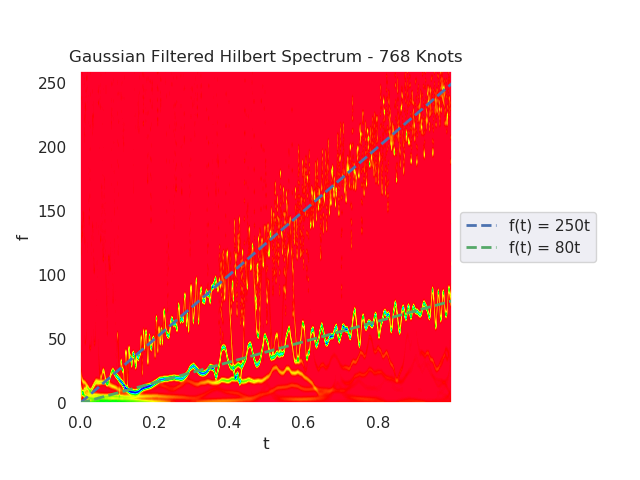 Gaussian Filtered Hilbert Spectrum - 768 Knots
250
200
150
100
50
0
f
0.0 0.2 0.4 0.6 0.8
t
f(t) = 250t
f(t) = 80t